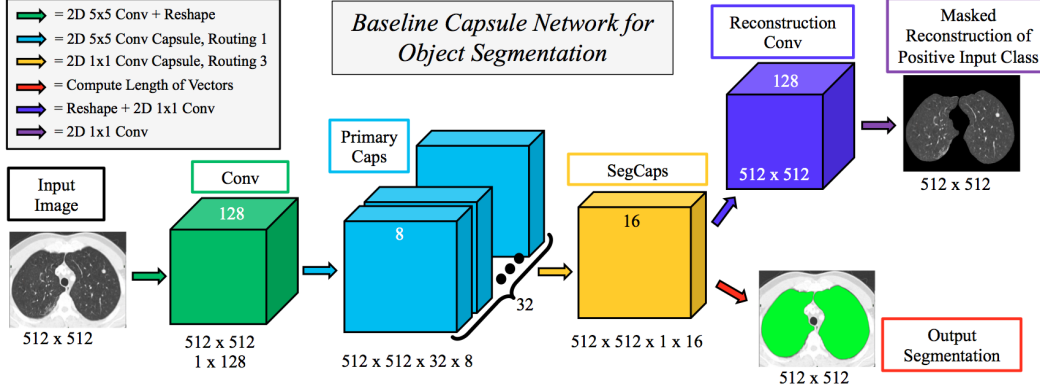 = 2D 5x5 Conv + Reshape
= 2D 5x5 Conv Capsule, Routing 1
= 2D 1x1 Conv Capsule, Routing 3
= Compute Length of Vectors
= Reshape + 2D 1x1 Conv
= 2D 1x1 Conv
Baseline Capsule Network for
Object Segmentation
Input
Image
512 x 512
Conv
128
512 x 512
1 x 128
Primary
Caps
8
32
512 x 512 x 32 x 8
SegCaps
16
512 x 512 x 1 x 16
Reconstruction
Conv
128
512 x 512
Masked
Reconstruction of
Positive Input Class
512 x 512
Output
Segmentation
512 x 512